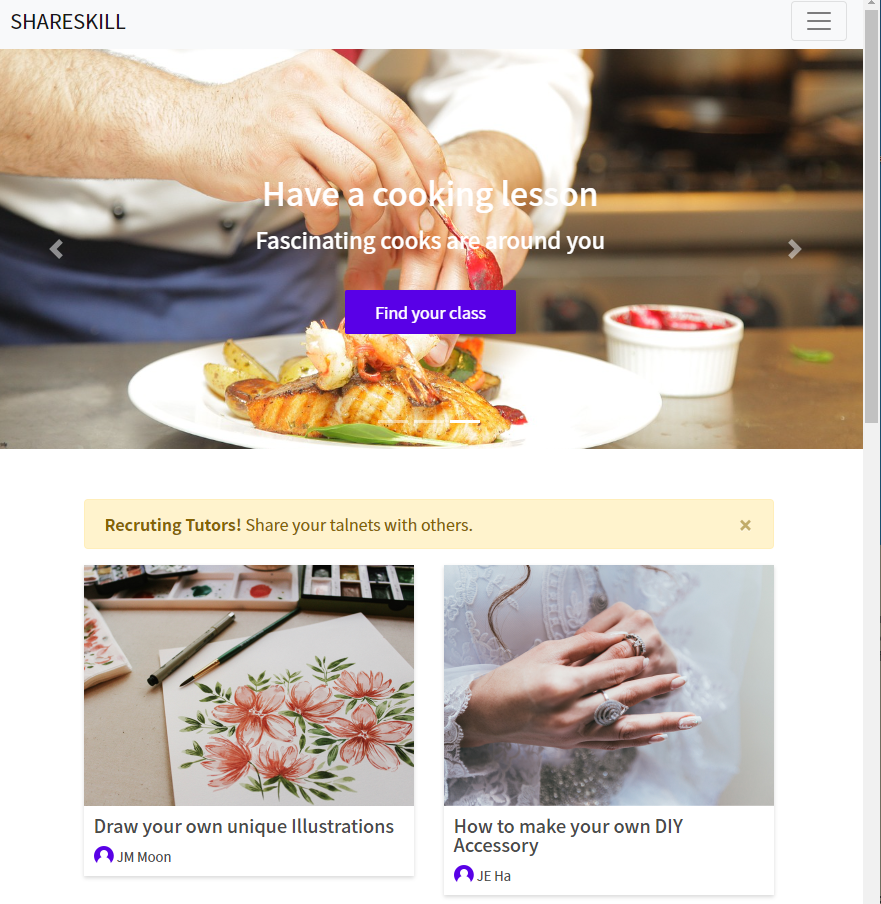 SHARESKILL
Have a cooking lesson
Fascinating cooks are around you
Find your class
Recruting Tutors! Share your talnets with others.
×
Draw your own unique Illustrations
JM Moon
How to make your own DIY
Accessory
JE Ha